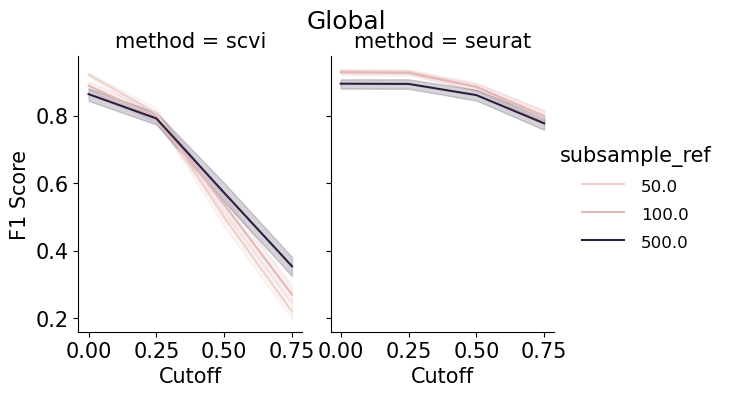 Global
method = scvi
method = seurat
F1 Score
0.8
0.6
0.4
0.2
0.00 0.25 0.50 0.75
0.00 0.25 0.50 0.75
Cutoff
Cutoff
subsample_ref
50.0
100.0
500.0